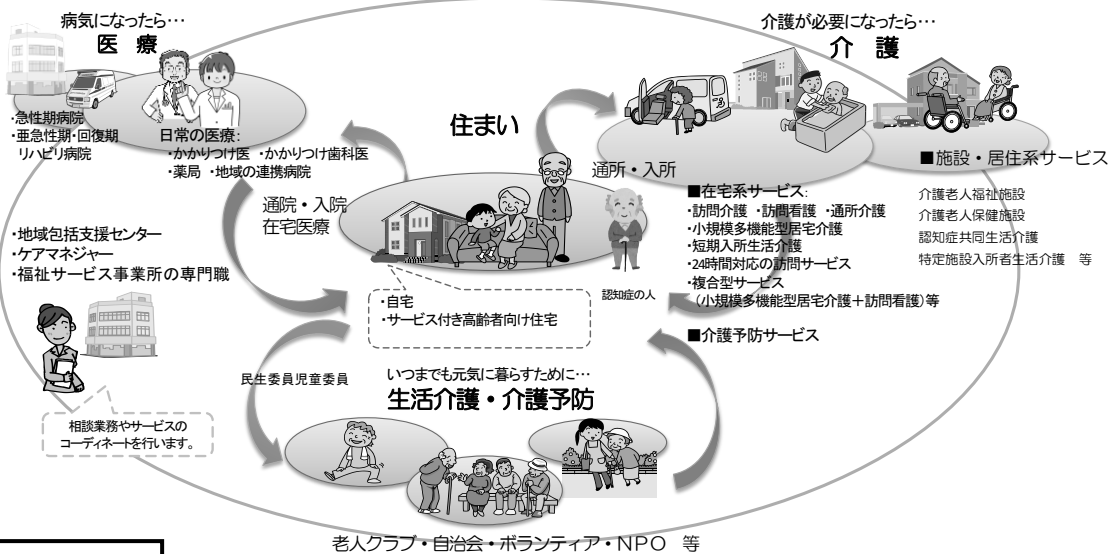 病気になったら…
医 療
・急性期病院
・亜急性期・回復期
リハビリ病院
日常の医療:
・かかりつけ医 ・かかりつけ歯科医
・薬局 ・地域の連携病院
通院・入院
在宅医療
・地域包括支援センター
・ケアマネジャー
・福祉サービス事業所の専門職
相談業務やサービスの
コーディネートを行います。
住まい
・自宅
・サービス付き高齢者向け住宅
認知症の人
通所・入所
介護が必要になったら…
介 護
■在宅系サービス:
・訪問介護 ・訪問看護 ・通所介護
・小規模多機能型居宅介護
・短期入所生活介護
・24時間対応の訪問サービス
・複合型サービス
(小規模多機能型居宅介護+訪問看護)等
■介護予防サービス
■施設・居住系サービス
介護老人福祉施設
介護老人保健施設
認知症共同生活介護
特定施設入所者生活介護 等
民生委員児童委員
いつまでも元気に暮らすために…
生活介護・介護予防
老人クラブ・自治会・ボランティア・NPO 等